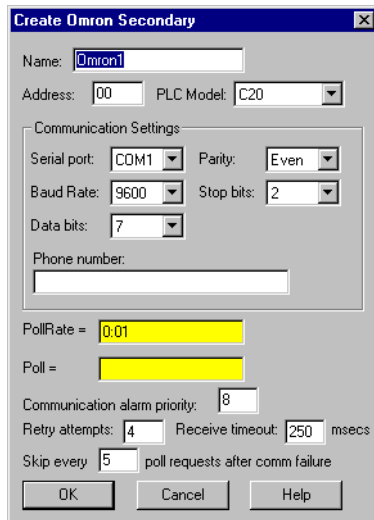 Create Omron Secondary
Name: Omron1
Address: 00 PLC Model: C20
Communication Settings
Serial port: COM1 Parity: Even
Baud Rate: 9600 Stop bits: 2
Data bits: 7
Phone number:
PollRate = 0:01
Poll =
Communication alarm priority: 8
Retry attempts: 4 Receive timeout: 250 msecs
Skip every 5 poll requests after comm failure
OK Cancel Help